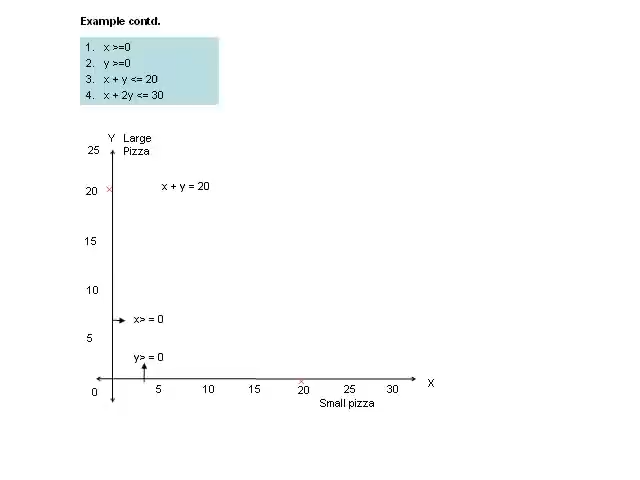 Example contd.
1. x >=0
2. y >=0
3. x + y <= 20
4. x + 2y <= 30
Y Large
Pizza
25
20
x + y = 20
15
10
x> = 0
5
y> = 0
0 5 10 15 20 25 30 X
Small pizza